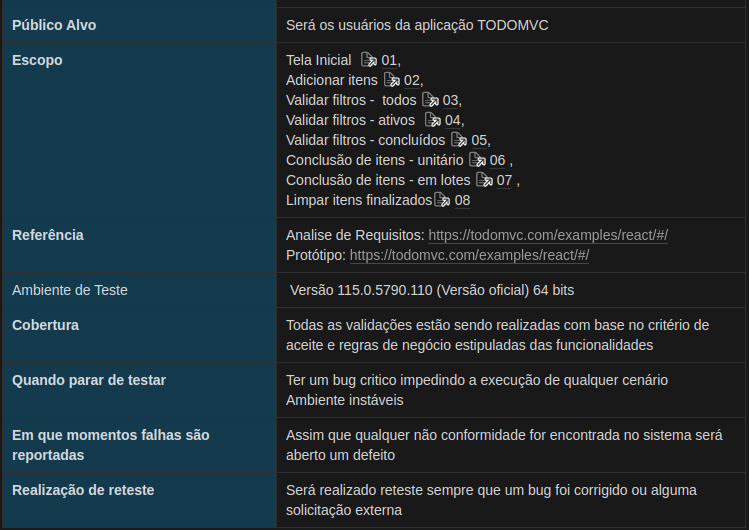 Público Alvo
Será os usuários da aplicação TODOMVC
Escopo
Tela Inicial 01,
Adicionar itens 02,
Validar filtros - todos 03,
Validar filtros - ativos 04,
Validar filtros - concluídos 05,
Conclusão de itens - unitário 06 ,
Conclusão de itens - em lotes 07 ,
Limpar itens finalizados 08
Referência
Analise de Requisitos: https://todomvc.com/examples/react/#/
Protótipo: https://todomvc.com/examples/react/#/
Ambiente de Teste
Versão 115.0.5790.110 (Versão oficial) 64 bits
Cobertura
Todas as validações estão sendo realizadas com base no critério de
aceite e regras de negócio estipuladas das funcionalidades
Quando parar de testar
Ter um bug critico impedindo a execução de qualquer cenário
Ambiente instáveis
Em que momentos falhas são
reportadas
Assim que qualquer não conformidade for encontrada no sistema será
aberto um defeito
Realização de reteste
Será realizado reteste sempre que um bug foi corrigido ou alguma
solicitação externa